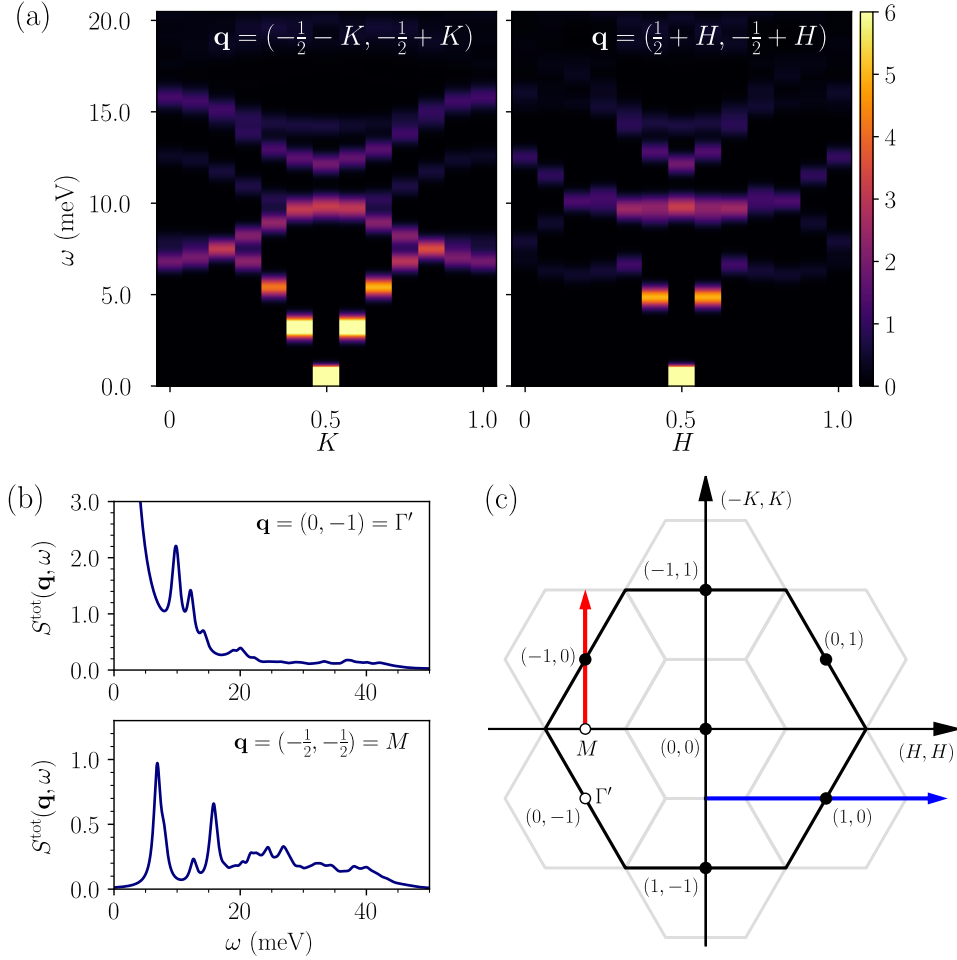 (a)
q = (−1/2 − K, −1/2 + K)
q = (1/2 + H, −1/2 + H)
20.0
15.0
10.0
5.0
0.0
ω (meV)
0
0.5
1.0
K
0
0.5
1.0
H
6
5
4
3
2
1
0
(b)
3.0
2.0
1.0
0.0
S^tot(q, ω)
q = (0, −1) = Γ′
0
20
40
1.0
0.5
0.0
S^tot(q, ω)
q = (−1/2, −1/2) = M
0
20
40
ω (meV)
(c)
(−K, K)
(−1, 1)
(−1, 0)
(0, 1)
M
(0, 0)
(H, H)
Γ′
(0, −1)
(1, 0)
(1, −1)